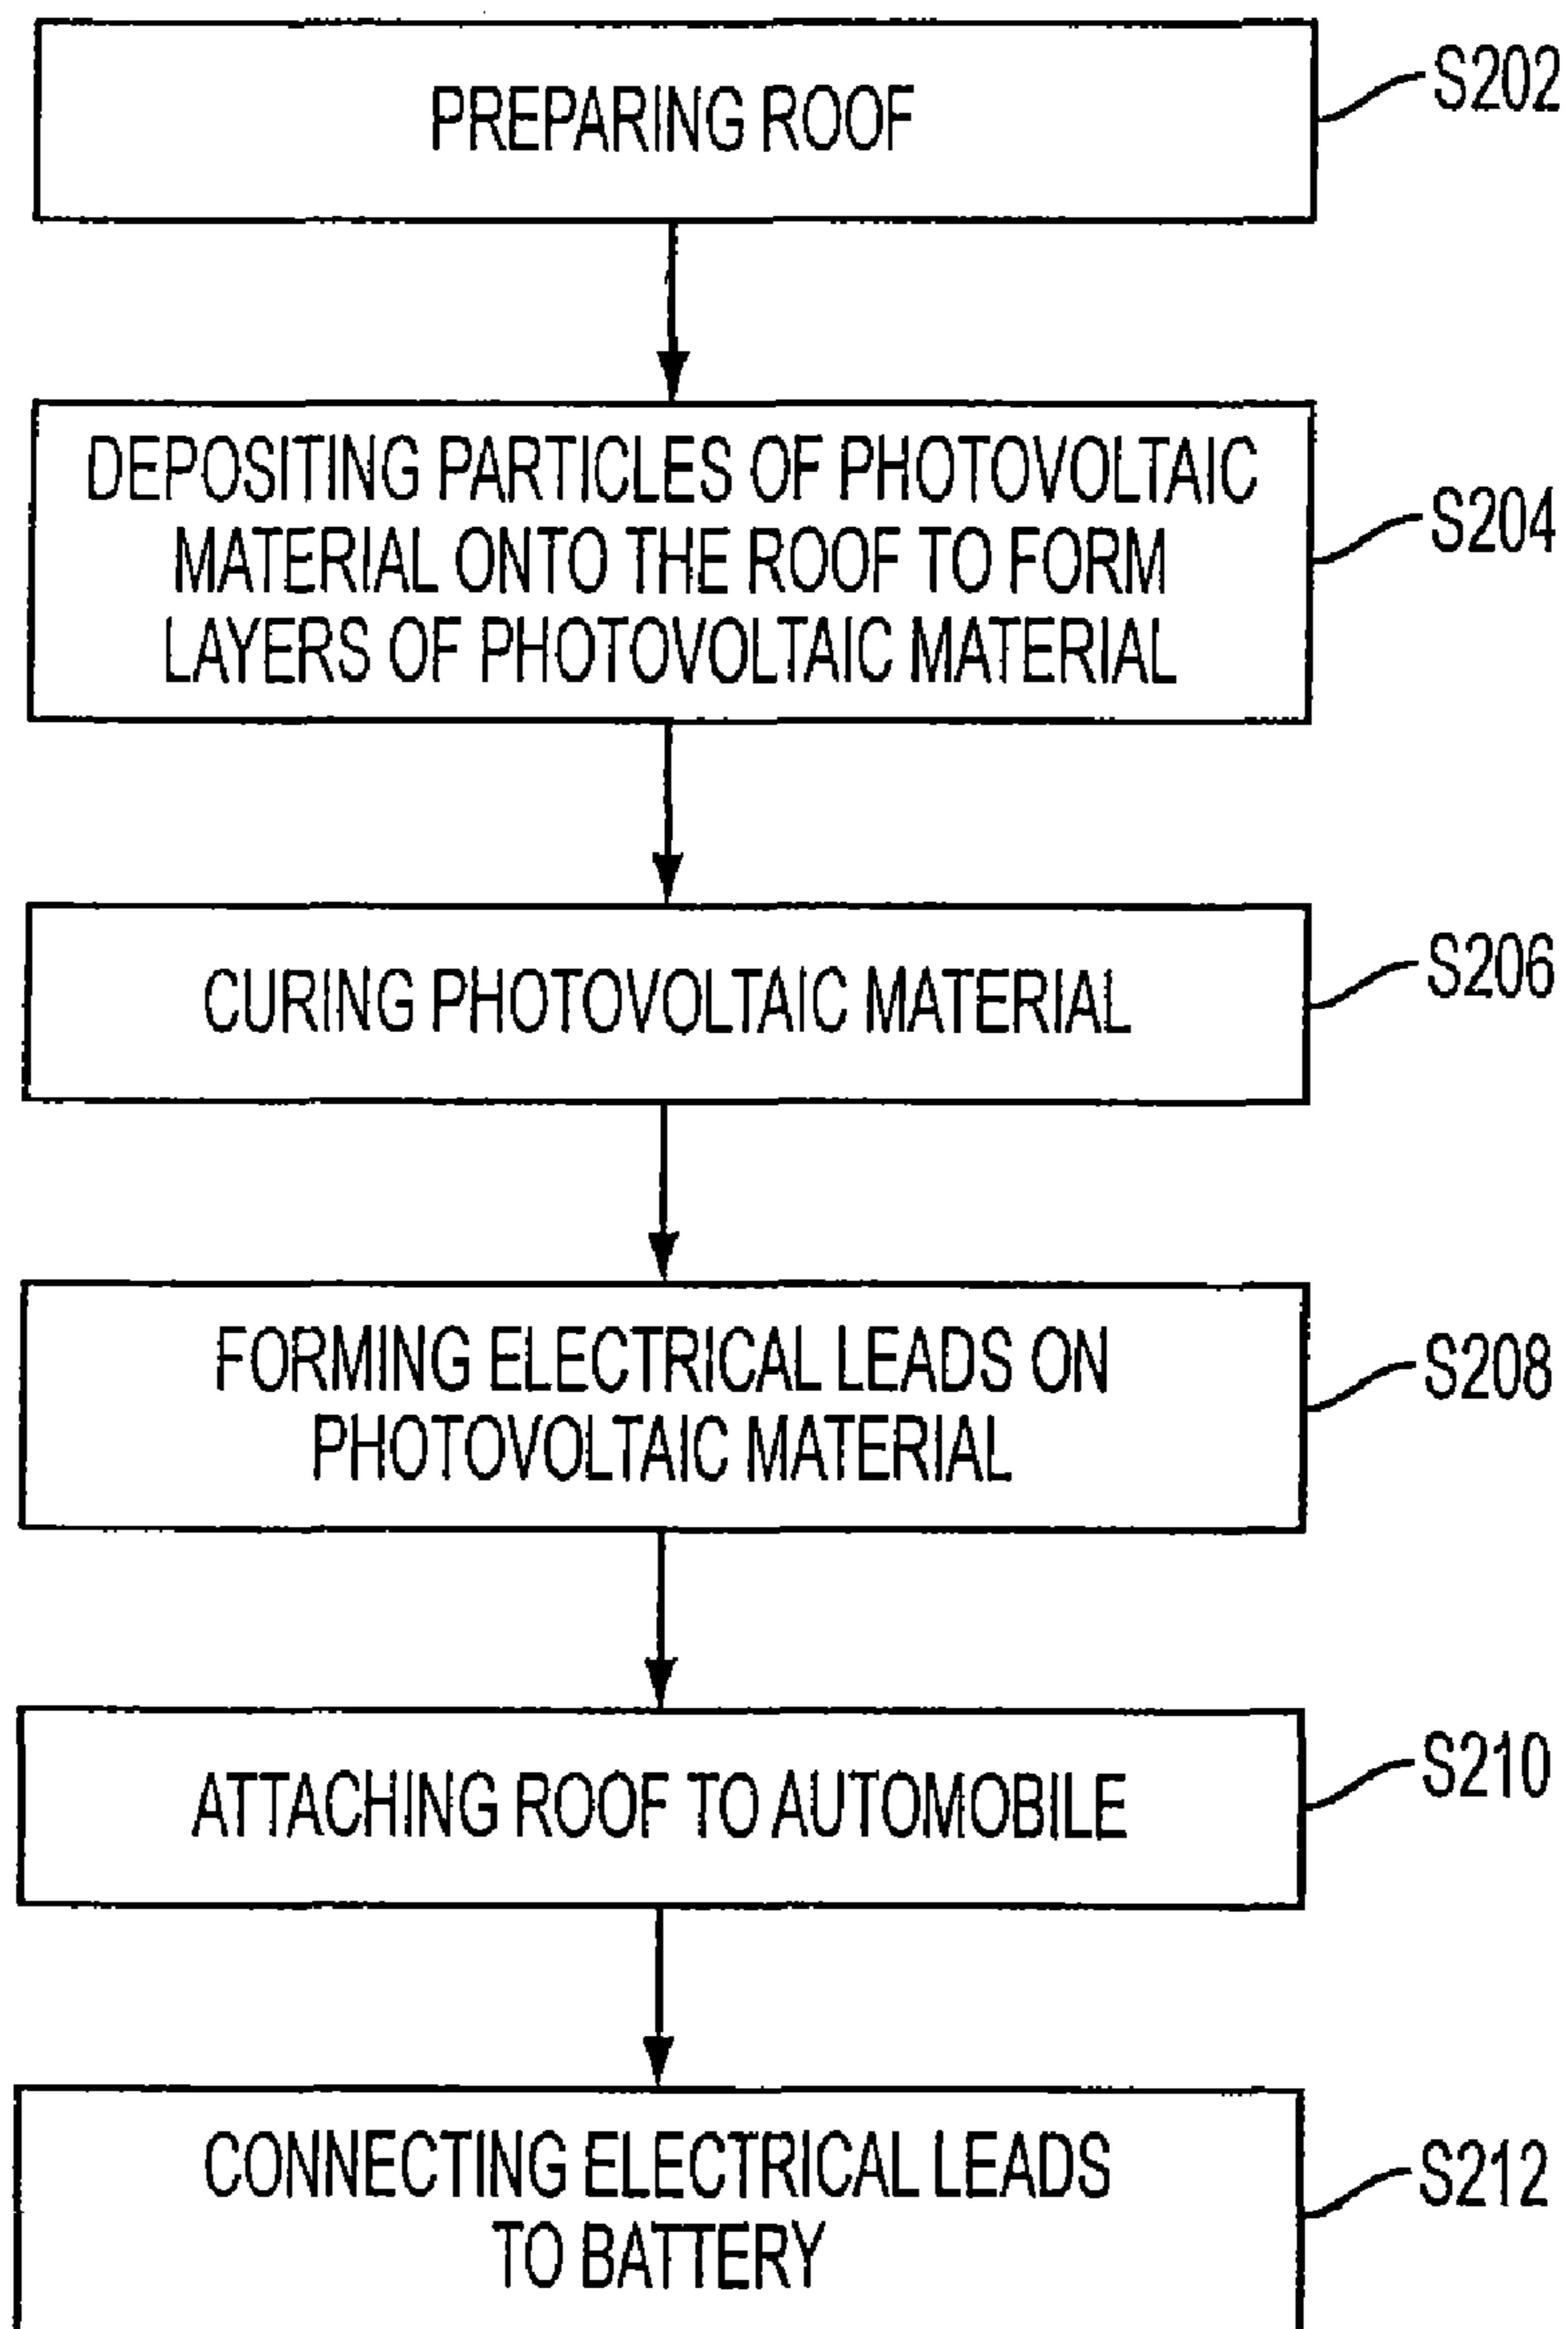 PREPARING ROOF
S202
DEPOSITING PARTICLES OF PHOTOVOLTAIC
MATERIAL ONTO THE ROOF TO FORM
LAYERS OF PHOTOVOLTAIC MATERIAL
S204
CURING PHOTOVOLTAIC MATERIAL
S206
FORMING ELECTRICAL LEADS ON
PHOTOVOLTAIC MATERIAL
S208
ATTACHING ROOF TO AUTOMOBILE
S210
CONNECTING ELECTRICAL LEADS
TO BATTERY
S212